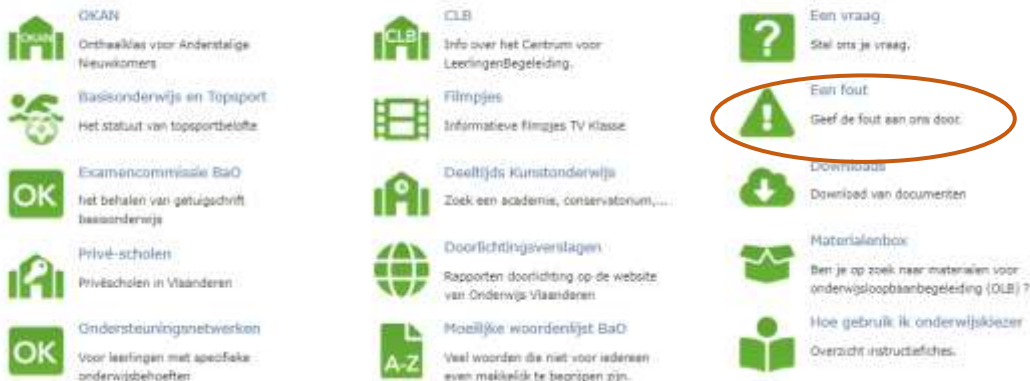 OKAN
OKAN
Onthaalklas voor Anderstalige
Nieuwkomers
Basisonderwijs en Topsport
Het statuut van topsportbelofte
OK
Examencommissie BaO
het behalen van getuigschrift
basisonderwijs
Privé-scholen
Privéscholen in Vlaanderen
OK
Ondersteuningsnetwerken
Voor leerlingen met specifieke
onderwijsbehoeften
CLB
CLB
Info over het Centrum voor
LeerlingenBegeleiding.
Filmpjes
Informatieve filmpjes TV Klasse
Deeltijds Kunstonderwijs
Zoek een academie, conservatorium,...
Doorlichtingsverslagen
Rapporten doorlichting op de website
van Onderwijs Vlaanderen
A-Z
Moeilijke woordenlijst BaO
Veel woorden die niet voor iedereen
even makkelijk te begrijpen zijn.
?
Een vraag
Stel ons je vraag.
!
Een fout
Geef de fout aan ons door.
Downloads
Download van documenten
Materialenbox
Ben je op zoek naar materialen voor
onderwijsloopbaanbegeleiding (OLB) ?
Hoe gebruik ik onderwijskiezer
Overzicht instructiefiches.